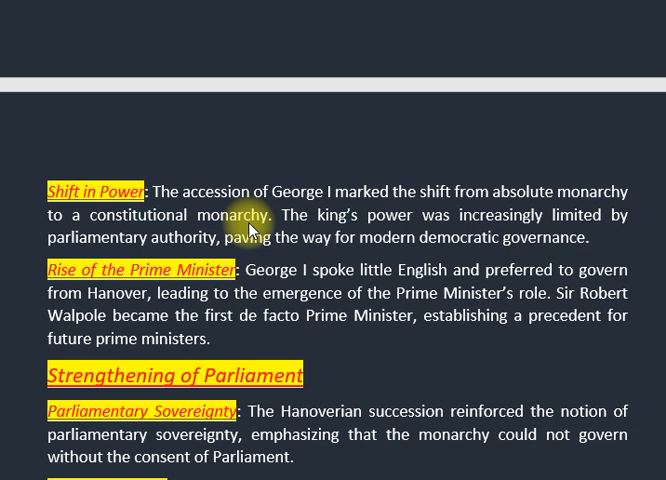 Shift in Power: The accession of George I marked the shift from absolute monarchy
to a constitutional monarchy. The king’s power was increasingly limited by
parliamentary authority, paving the way for modern democratic governance.
Rise of the Prime Minister: George I spoke little English and preferred to govern
from Hanover, leading to the emergence of the Prime Minister’s role. Sir Robert
Walpole became the first de facto Prime Minister, establishing a precedent for
future prime ministers.
Strengthening of Parliament
Parliamentary Sovereignty: The Hanoverian succession reinforced the notion of
parliamentary sovereignty, emphasizing that the monarchy could not govern
without the consent of Parliament.